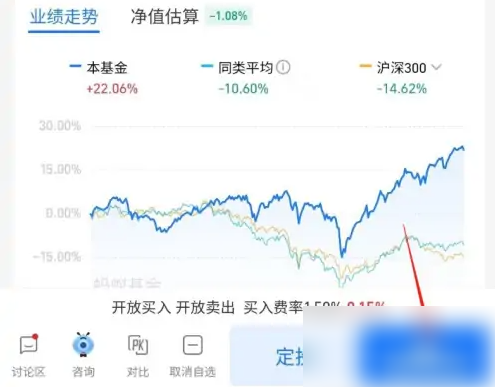 业绩走势 净值估算 -1.08%
本基金 同类平均 沪深300
+22.06% -10.60% -14.62%
30.00%
15.00%
0.00%
-15.00%
蚂蚁基金
开放买入 开放卖出 买入费率1.50% 0.15%
讨论区 咨询 PK 对比 取消自选 定投